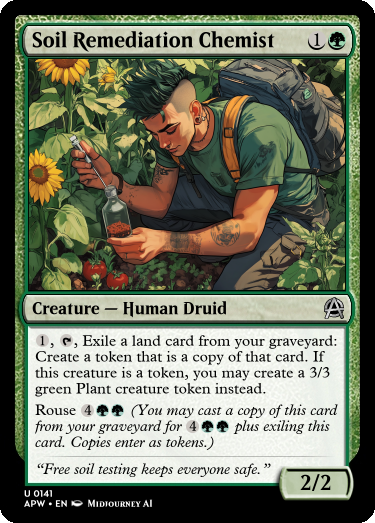 Soil Remediation Chemist 1
Creature — Human Druid
1, , Exile a land card from your graveyard:
Create a token that is a copy of that card. If
this creature is a token, you may create a 3/3
green Plant creature token instead.
Rouse 4 (You may cast a copy of this card
from your graveyard for 4 plus exiling this
card. Copies enter as tokens.)
“Free soil testing keeps everyone safe.”
2/2
U 0141
APW • EN Midjourney AI